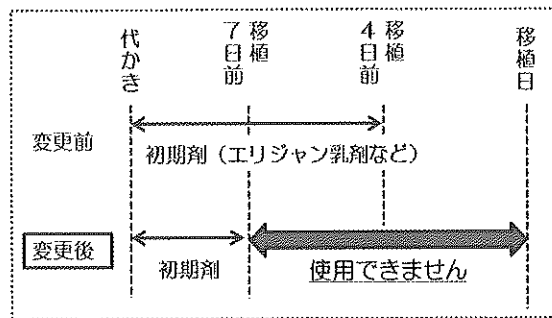 代かき
移植
7日前
移植
4日前
移植日
変更前
初期剤（エリジャン乳剤など）
変更後
初期剤
使用できません